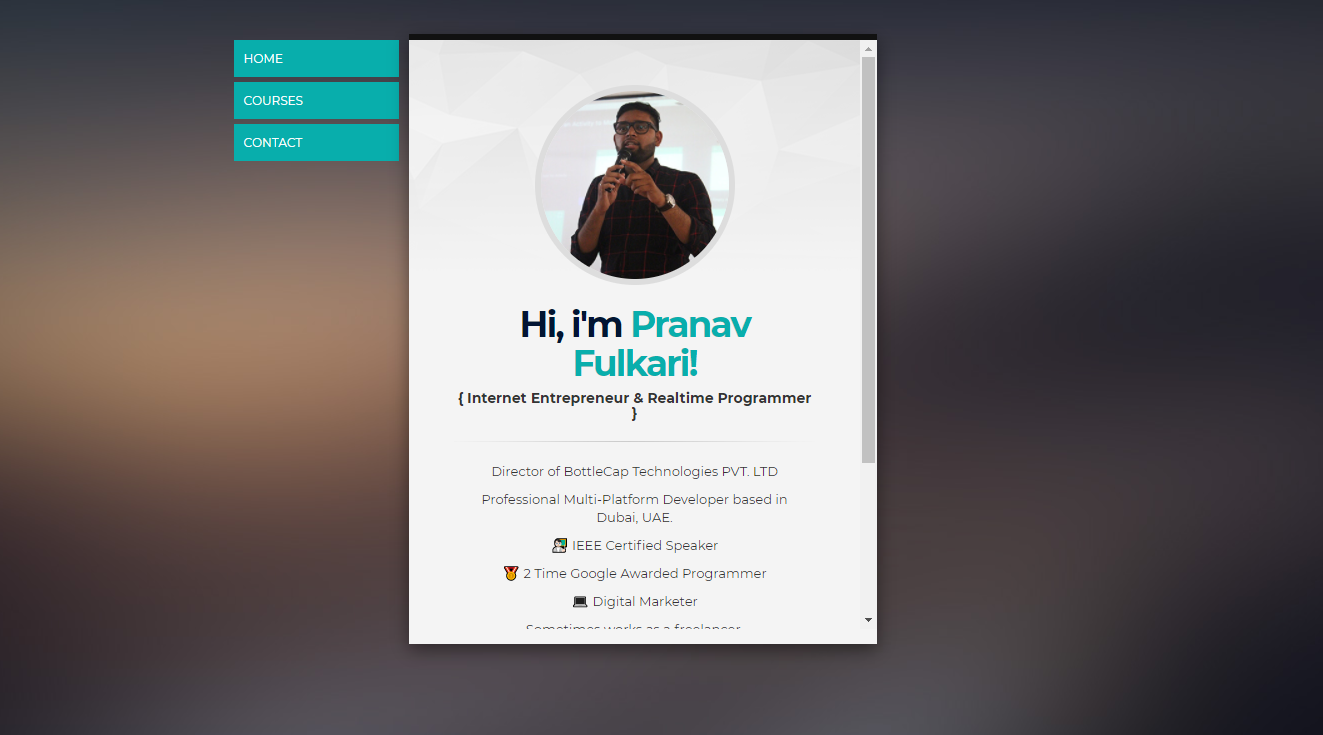 HOME
COURSES
CONTACT
Hi, i'm Pranav
Fulkari!
{ Internet Entrepreneur & Realtime Programmer
}
Director of BottleCap Technologies PVT. LTD
Professional Multi-Platform Developer based in
Dubai, UAE.
IEEE Certified Speaker
2 Time Google Awarded Programmer
Digital Marketer
Sometimes works as a freelancer